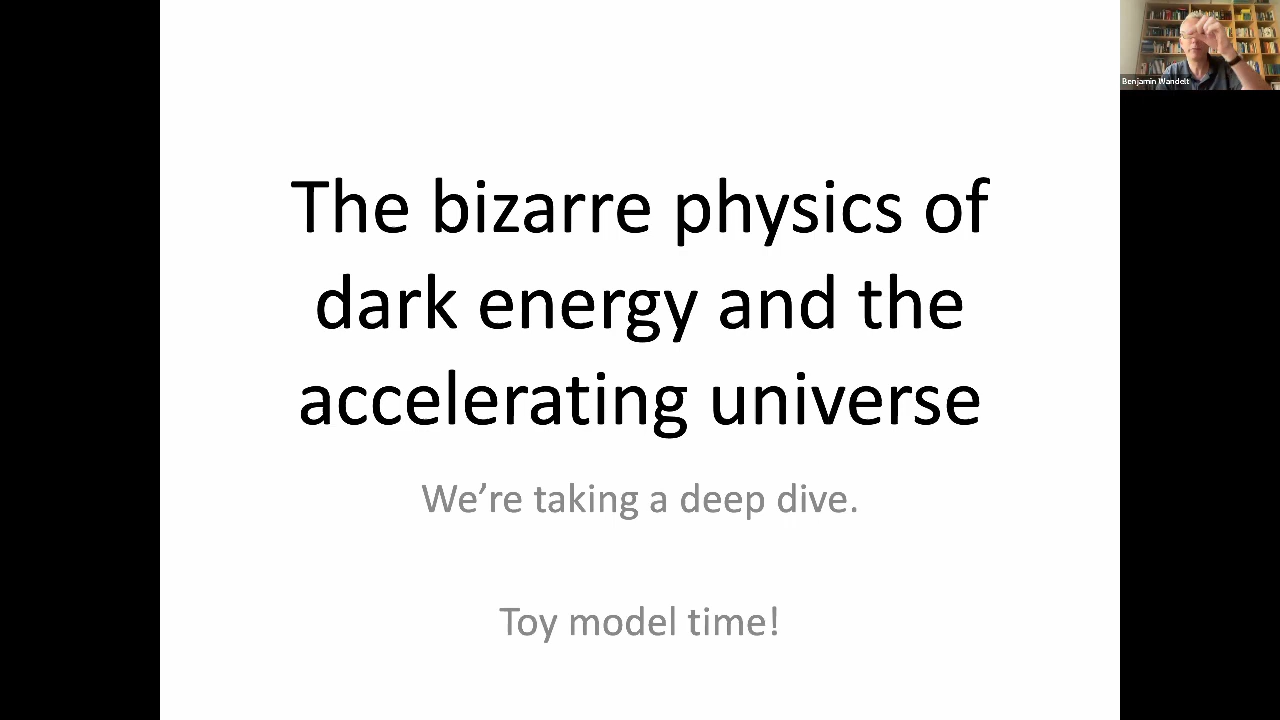 The bizarre physics of
dark energy and the
accelerating universe
We’re taking a deep dive.
Toy model time!
Benjamin Wandelt